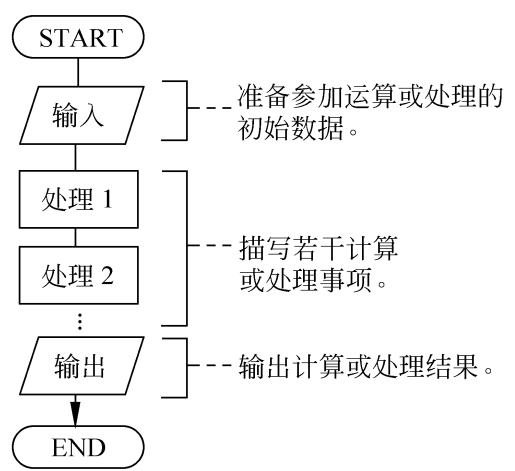 START
输入
准备参加运算或处理的
初始数据。
处理 1
处理 2
描写若干计算
或处理事项。
⋮
输出
输出计算或处理结果。
END